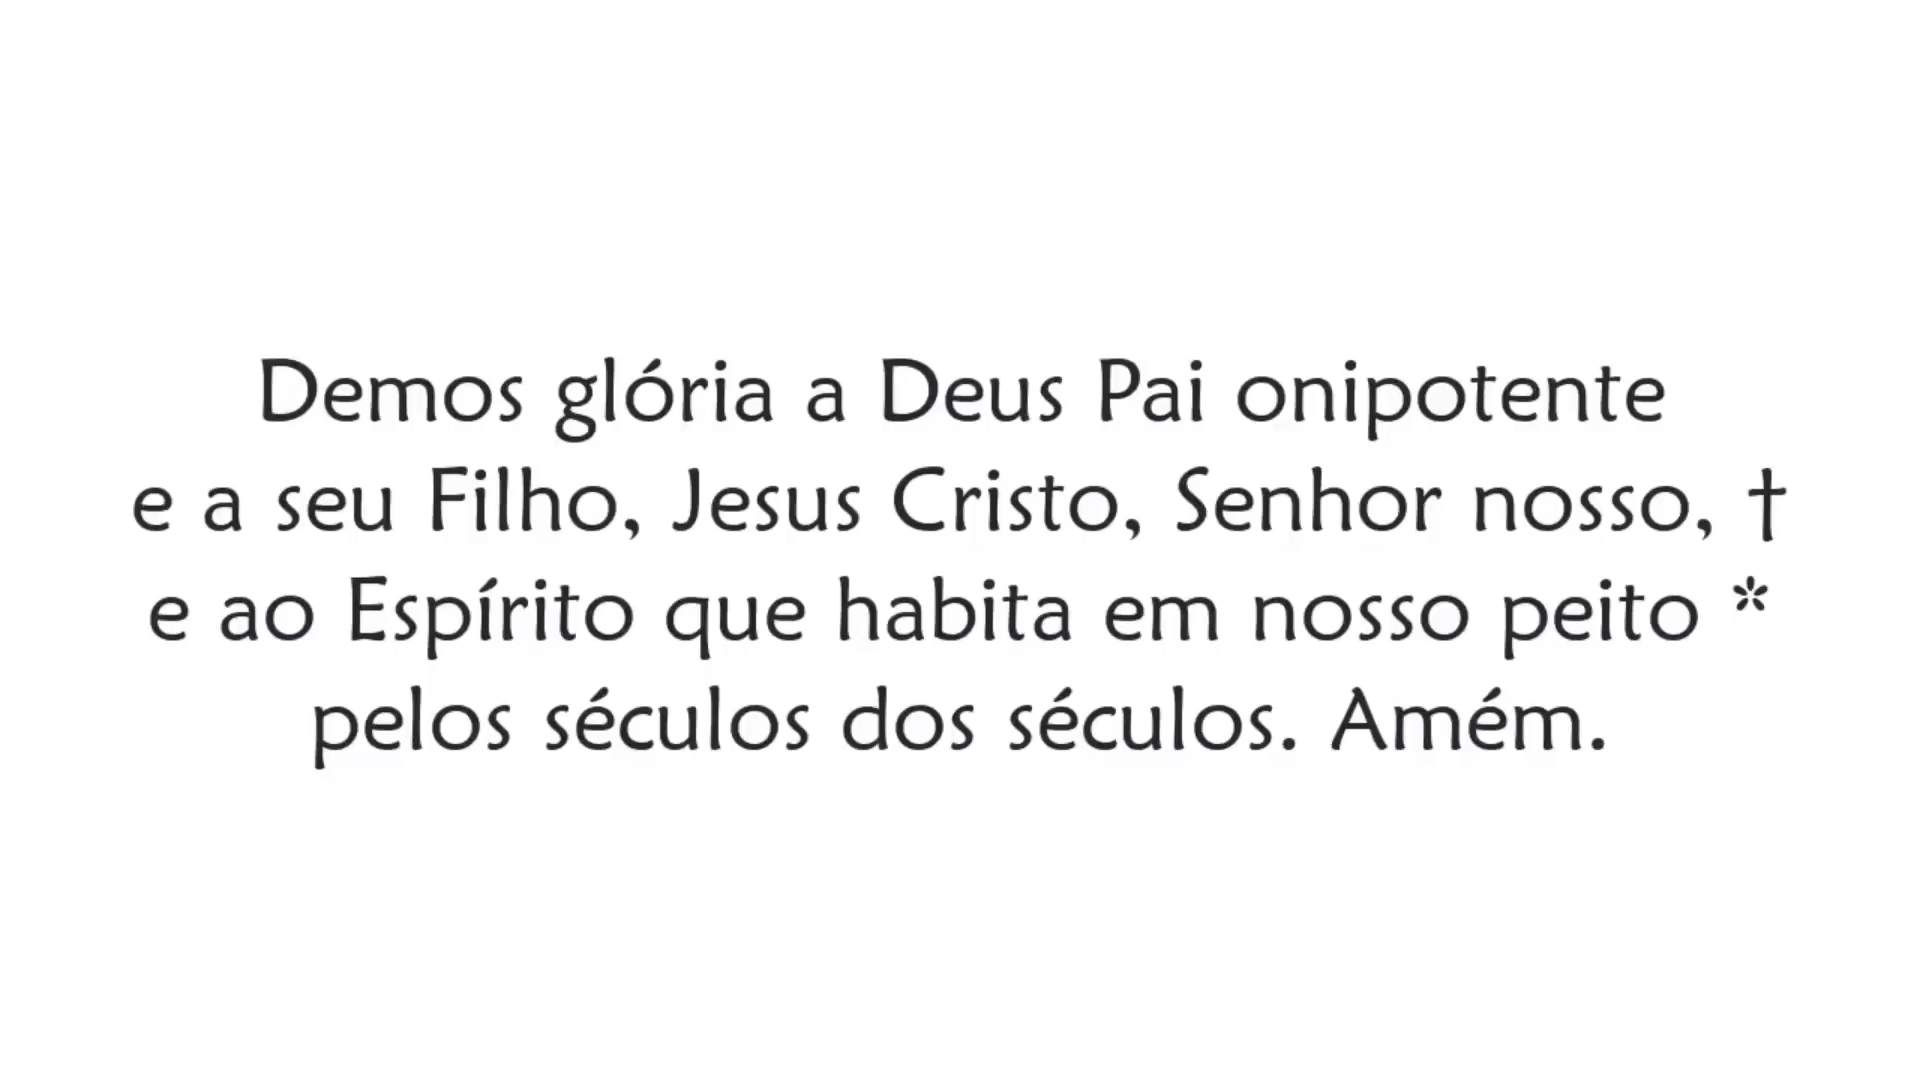 Demos glória a Deus Pai onipotente
e a seu Filho, Jesus Cristo, Senhor nosso, †
e ao Espírito que habita em nosso peito *
pelos séculos dos séculos. Amém.